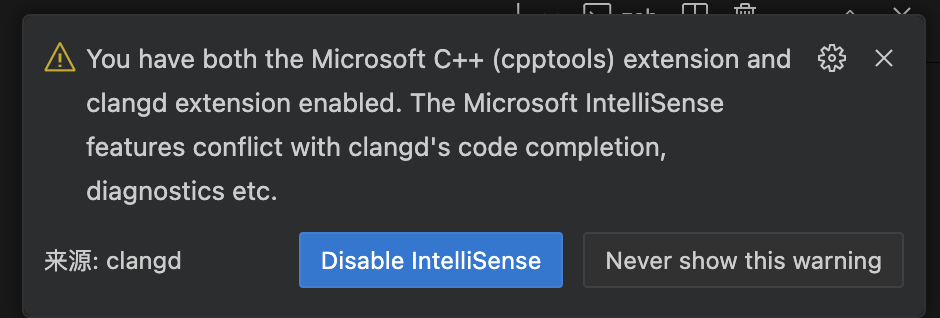 You have both the Microsoft C++ (cpptools) extension and
clangd extension enabled. The Microsoft IntelliSense
features conflict with clangd's code completion,
diagnostics etc.
来源: clangd
Disable IntelliSense
Never show this warning